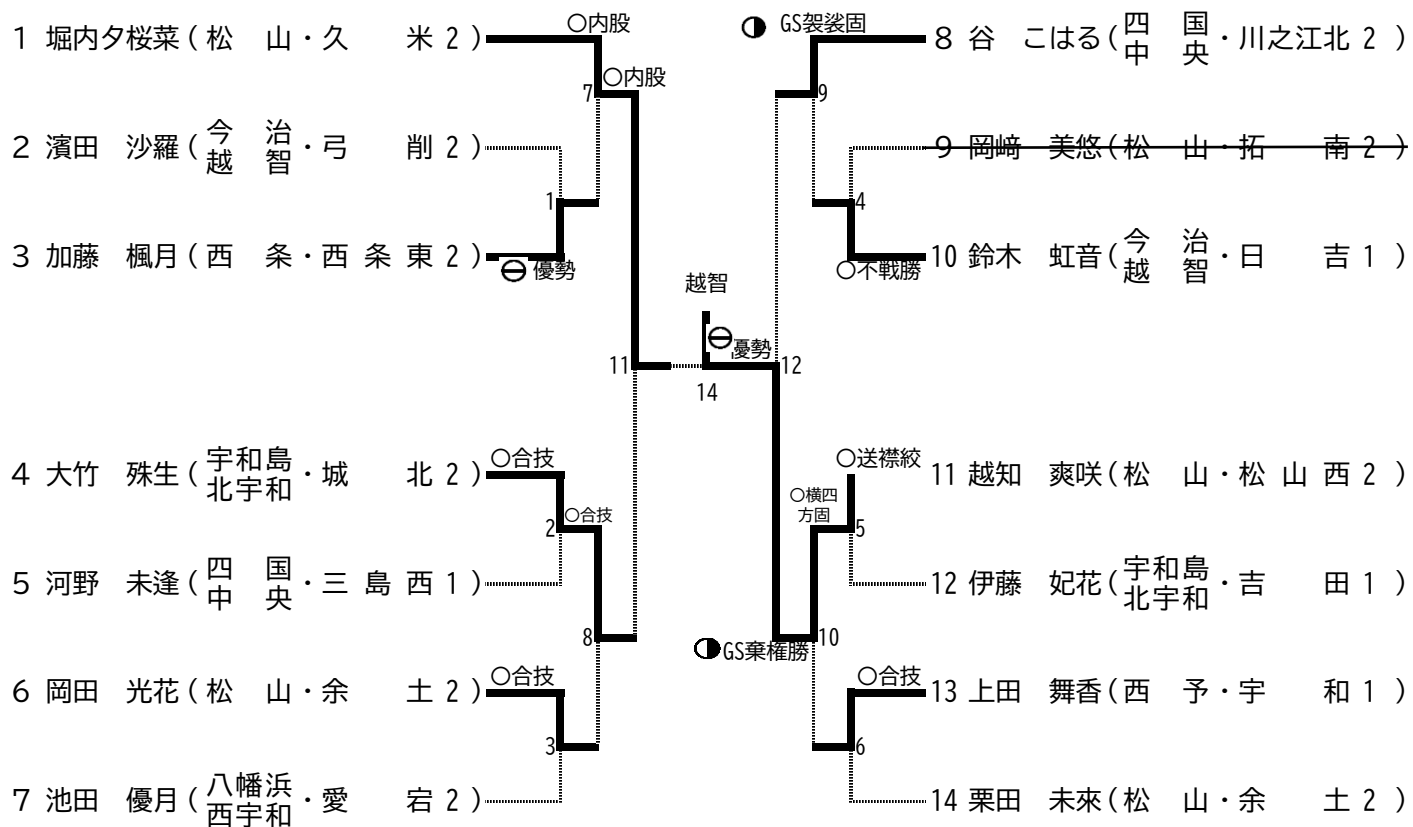 1 堀内夕桜菜(松 山・久 米 2 )
○内股
○内股
7
2 濱田 沙羅(今 治 越 智・弓 削 2 )
1
3 加藤 楓月(西 条・西 条 東 2 )
優勢
11
4 大竹 殊生(宇和島 北宇和・城 北 2 )
○合技
2
○合技
5 河野 未逢(四 国 中 央・三 島 西 1 )
8
6 岡田 光花(松 山・余 土 2 )
○合技
3
7 池田 優月(八幡浜 西宇和・愛 宕 2 )
越智
優勢
14
◑ GS袈裟固
8 谷 こはる(四 国 中 央・川之江北 2 )
9
9 岡﨑 美悠(松 山・拓 南 2 )
4
○不戦勝
10 鈴木 虹音(今 治 越 智・日 吉 1 )
12
○送襟絞
11 越知 爽咲(松 山・松 山 西 2 )
○横四
方固
5
12 伊藤 妃花(宇和島 北宇和・吉 田 1 )
◑GS棄権勝
10
○合技
13 上田 舞香(西 予・宇 和 1 )
6
14 栗田 未來(松 山・余 土 2 )